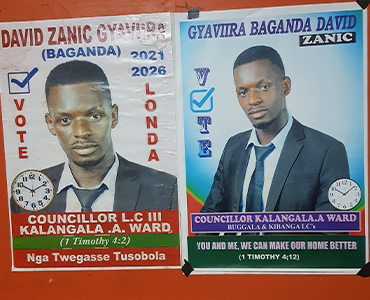 DAVID ZANIC GYAVIIRA
(BAGANDA)
2021
2026
VOTE
LONDA
COUNCILLOR L.C III
KALANGALA .A. WARD
(1 Timothy 4:2)
Nga Twegasse Tusobola
GYAVIIRA BAGANDA DAVID
ZANIC
VOTE
COUNCILLOR KALANGALA.A WARD
BUGGALA & KIBANGA LC's
YOU AND ME, WE CAN MAKE OUR HOME BETTER
(1 TIMOTHY 4;12)